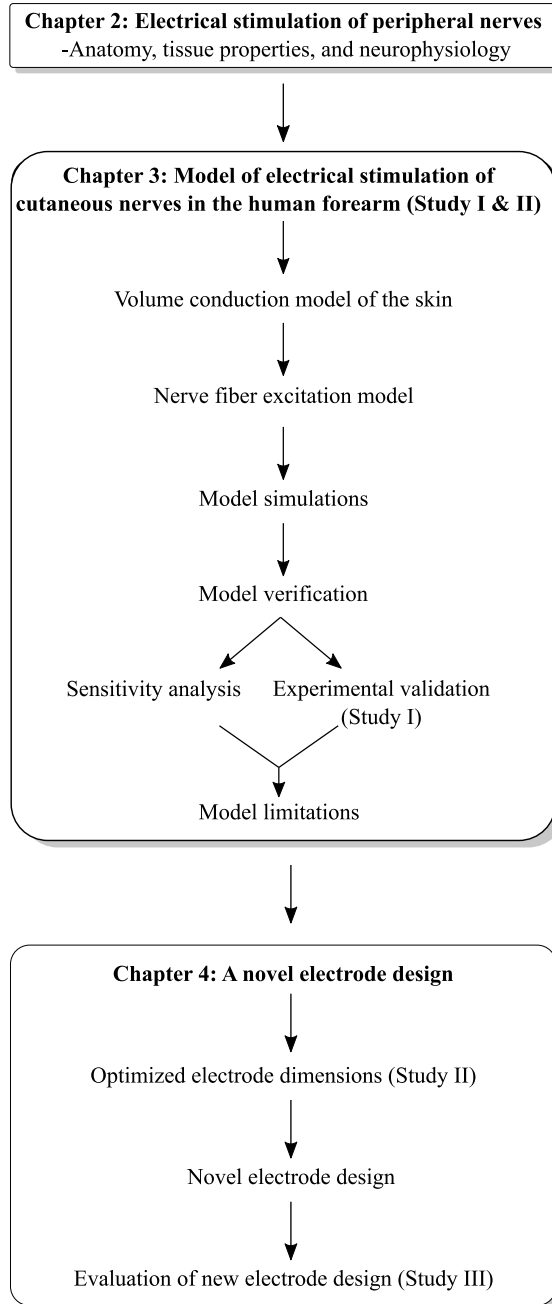 Chapter 2: Electrical stimulation of peripheral nerves
-Anatomy, tissue properties, and neurophysiology
Chapter 3: Model of electrical stimulation of
cutaneous nerves in the human forearm (Study I & II)
Volume conduction model of the skin
Nerve fiber excitation model
Model simulations
Model verification
Sensitivity analysis
Experimental validation
(Study I)
Model limitations
Chapter 4: A novel electrode design
Optimized electrode dimensions (Study II)
Novel electrode design
Evaluation of new electrode design (Study III)